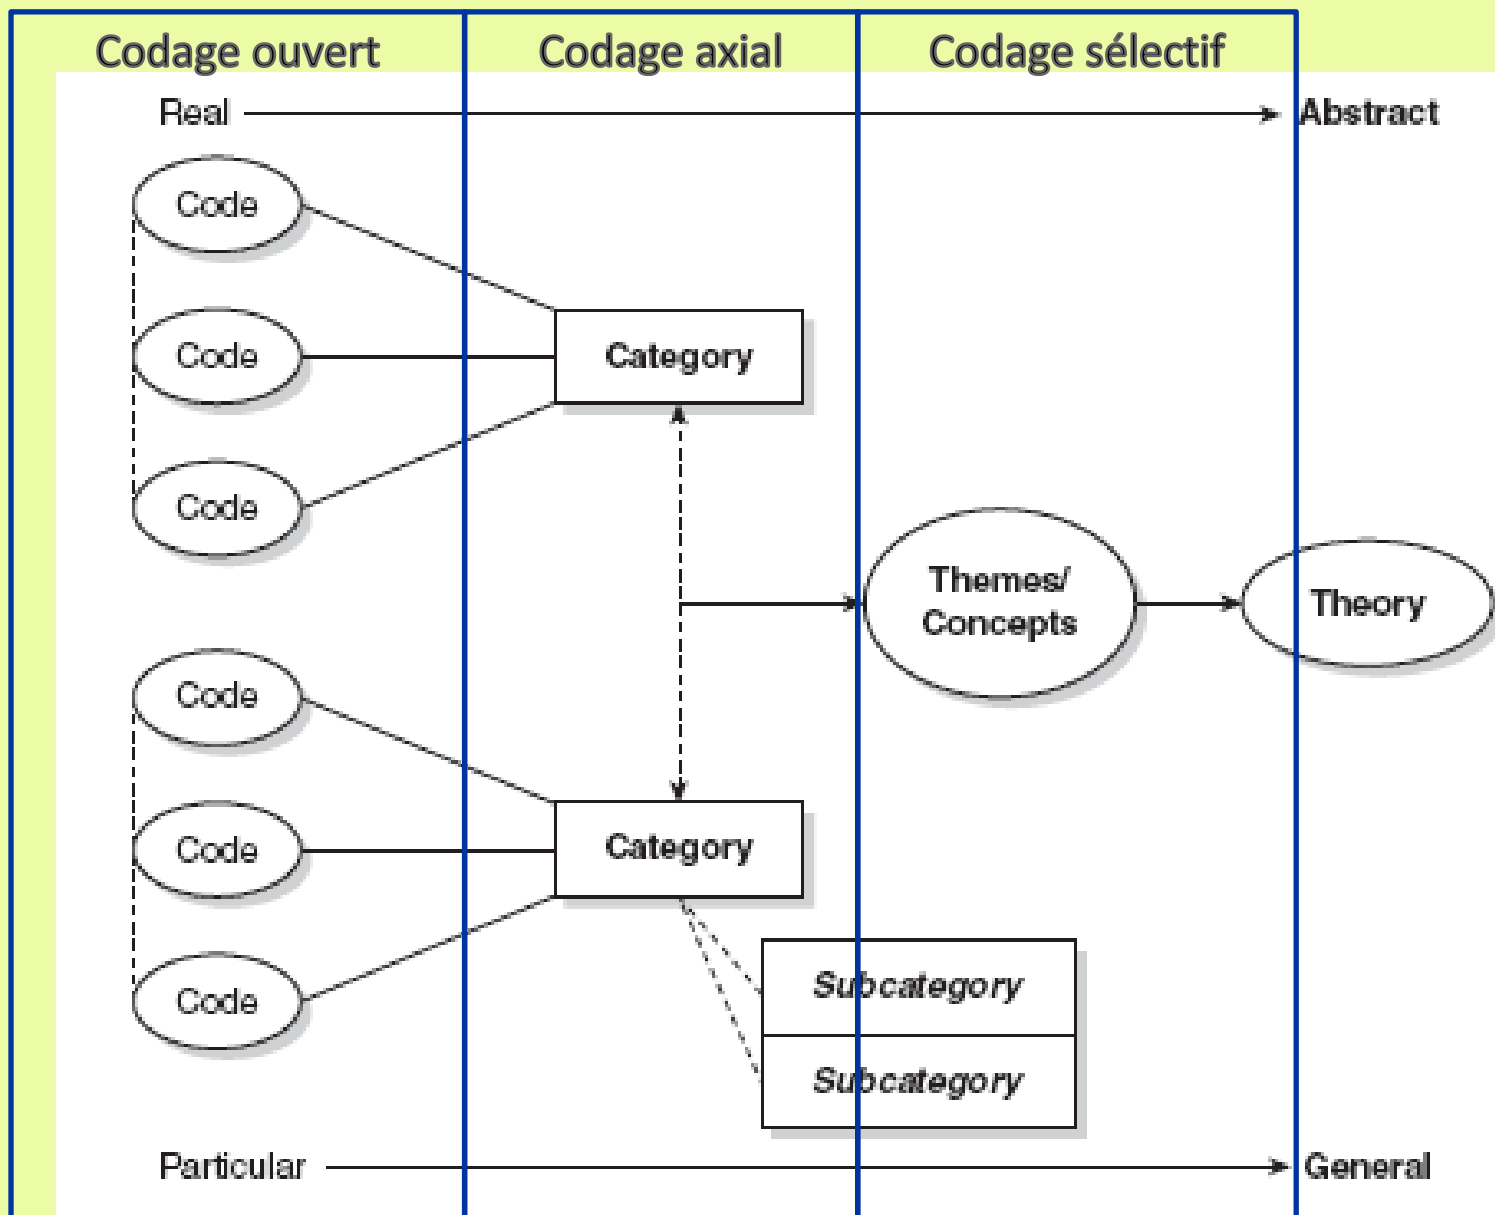 Codage ouvert
Codage axial
Codage sélectif
Real
Abstract
Code
Code
Category
Code
Themes/
Concepts
Theory
Code
Code
Category
Code
Subcategory
Subcategory
Particular
General